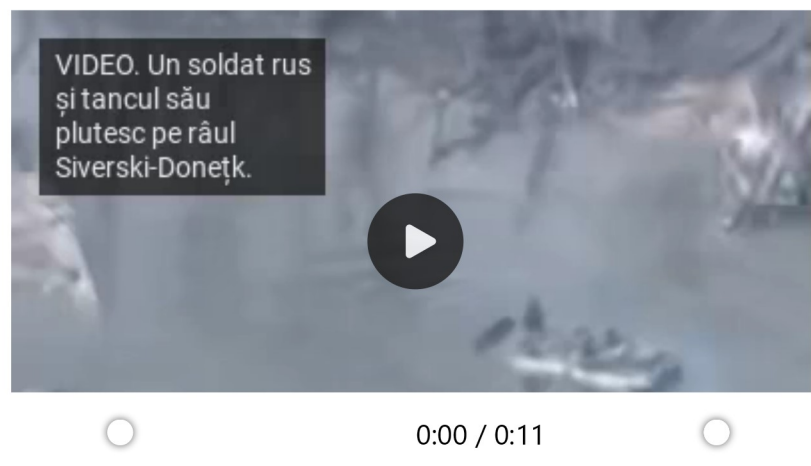 VIDEO. Un soldat rus
și tancul său
plutesc pe râul
Siverski-Donețk.
0:00 / 0:11